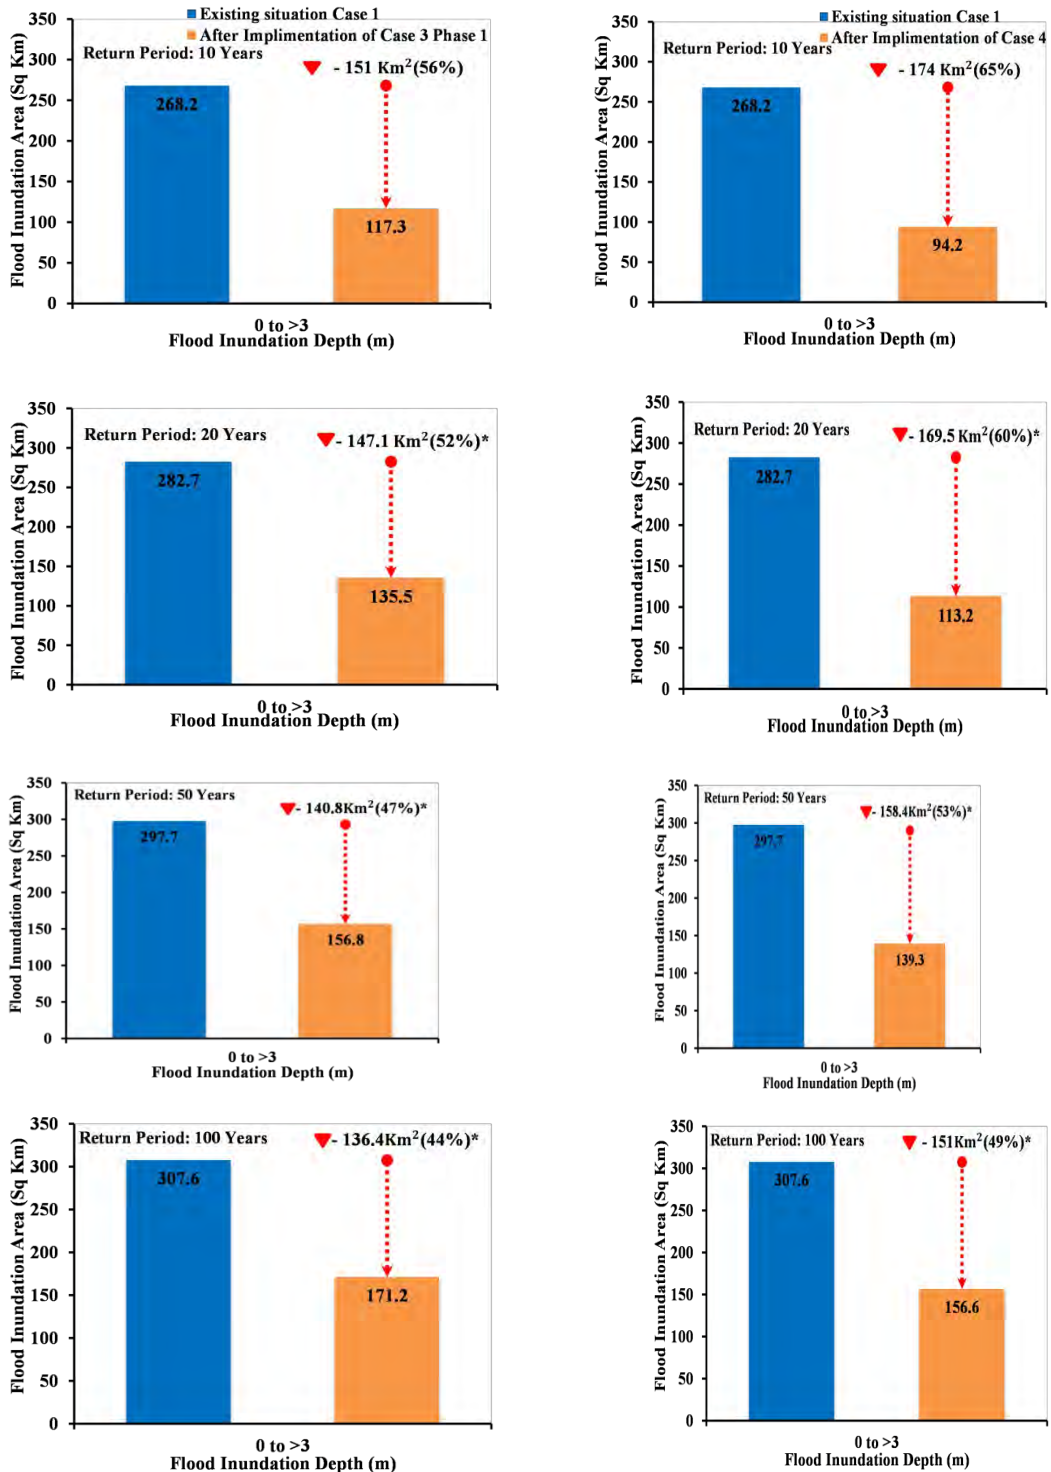 Existing situation Case 1
After Implimentation of Case 3 Phase 1
Return Period: 10 Years
- 151 Km²(56%)
Flood Inundation Area (Sq Km)
350
300
250
200
150
100
50
0
268.2
117.3
0 to >3
Flood Inundation Depth (m)
Existing situation Case 1
After Implimentation of Case 4
Return Period: 10 Years
- 174 Km²(65%)
Flood Inundation Area (Sq Km)
350
300
250
200
150
100
50
0
268.2
94.2
0 to >3
Flood Inundation Depth (m)
Return Period: 20 Years
- 147.1 Km²(52%)*
Flood Inundation Area (Sq Km)
350
300
250
200
150
100
50
0
282.7
135.5
0 to >3
Flood Inundation Depth (m)
Return Period: 20 Years
- 169.5 Km²(60%)*
Flood Inundation Area (Sq Km)
350
300
250
200
150
100
50
0
282.7
113.2
0 to >3
Flood Inundation Depth (m)
Return Period: 50 Years
- 140.8Km²(47%)*
Flood Inundation Area (Sq Km)
350
300
250
200
150
100
50
0
297.7
156.8
0 to >3
Flood Inundation Depth (m)
Return Period: 50 Years
- 158.4Km²(53%)*
Flood Inundation Area (Sq Km)
350
300
250
200
150
100
50
0
297.7
139.3
0 to >3
Flood Inundation Depth (m)
Return Period: 100 Years
- 136.4Km²(44%)*
Flood Inundation Area (Sq Km)
350
300
250
200
150
100
50
0
307.6
171.2
0 to >3
Flood Inundation Depth (m)
Return Period: 100 Years
- 151Km²(49%)*
Flood Inundation Area (Sq Km)
350
300
250
200
150
100
50
0
307.6
156.6
0 to >3
Flood Inundation Depth (m)